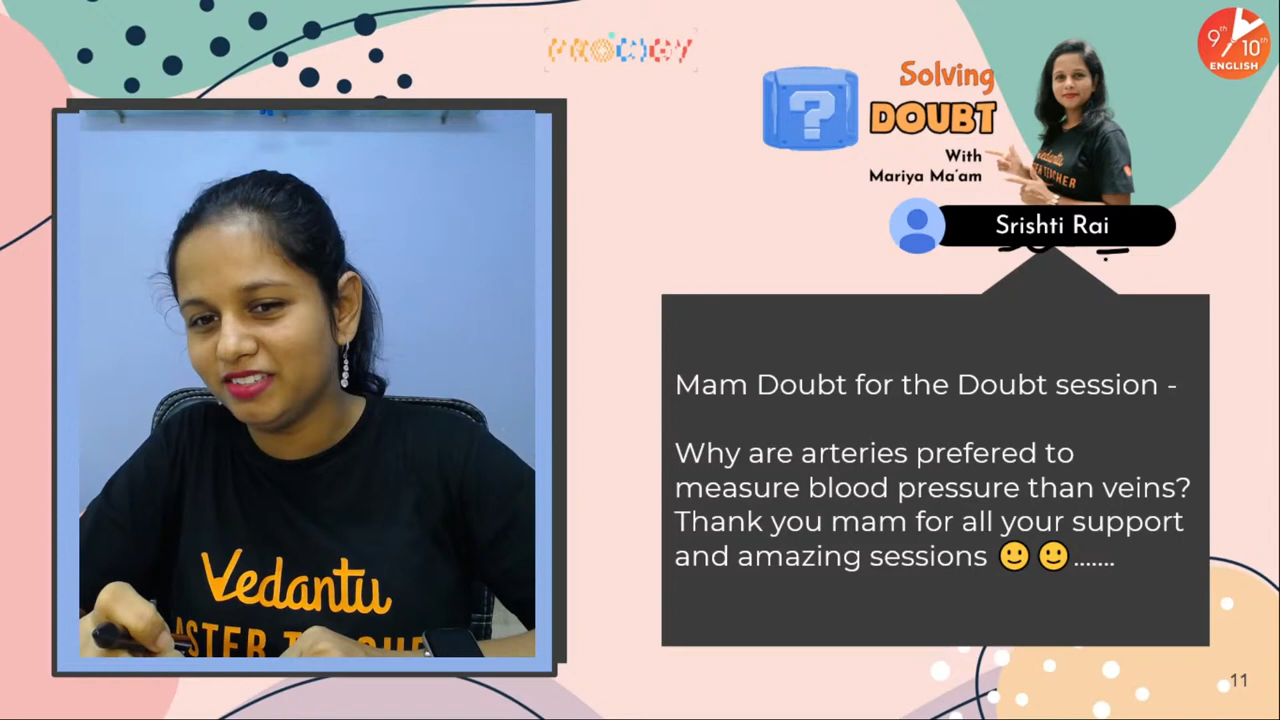 PRODIGY
9th 10th
ENGLISH
Solving
DOUBT
?
With
Mariya Ma'am
Vedantu
Srishti Rai
Mam Doubt for the Doubt session -
Why are arteries prefered to
measure blood pressure than veins?
Thank you mam for all your support
and amazing sessions 🙂 🙂.......
Vedantu
11